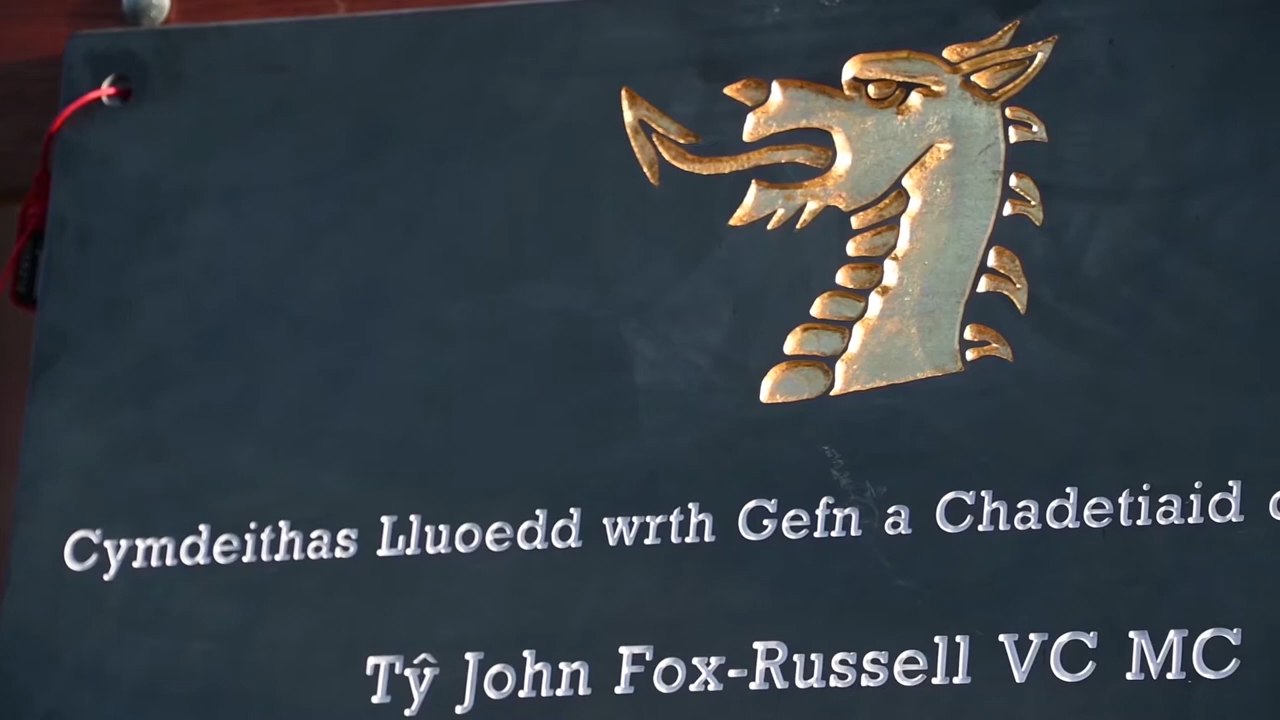 Cymdeithas Lluoedd wrth Gefn a Chadetiaid
Tŷ John Fox-Russell VC MC